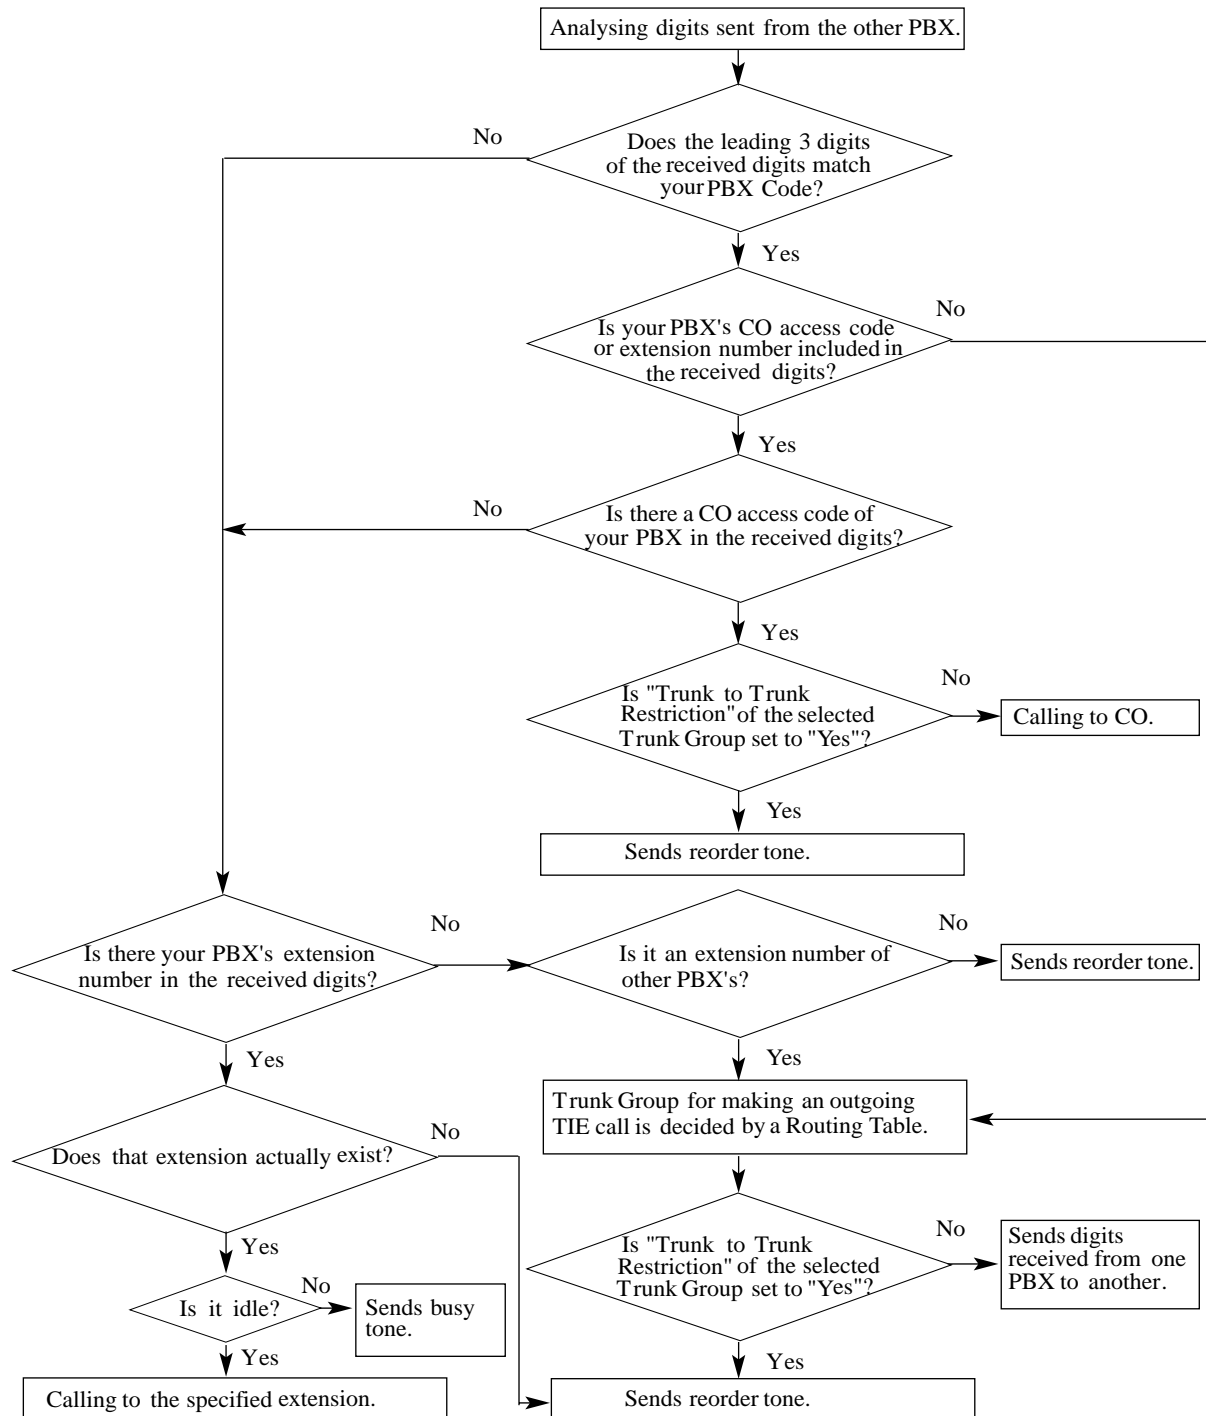 Analysing digits sent from the other PBX.
No
Does the leading 3 digits
of the received digits match
your PBX Code?
Yes
No
Is your PBX's CO access code
or extension number included in
the received digits?
Yes
No
Is there a CO access code of
your PBX in the received digits?
Yes
No
Is "Trunk to Trunk
Restriction" of the selected
Trunk Group set to "Yes"?
Calling to CO.
Yes
Sends reorder tone.
No
No
Is there your PBX's extension
number in the received digits?
Is it an extension number of
other PBX's?
Sends reorder tone.
Yes
Yes
Trunk Group for making an outgoing
TIE call is decided by a Routing Table.
No
Does that extension actually exist?
Yes
No
Is "Trunk to Trunk
Restriction" of the selected
Trunk Group set to "Yes"?
Sends digits
received from one
PBX to another.
No
Is it idle?
Sends busy
tone.
Yes
Yes
Calling to the specified extension.
Sends reorder tone.